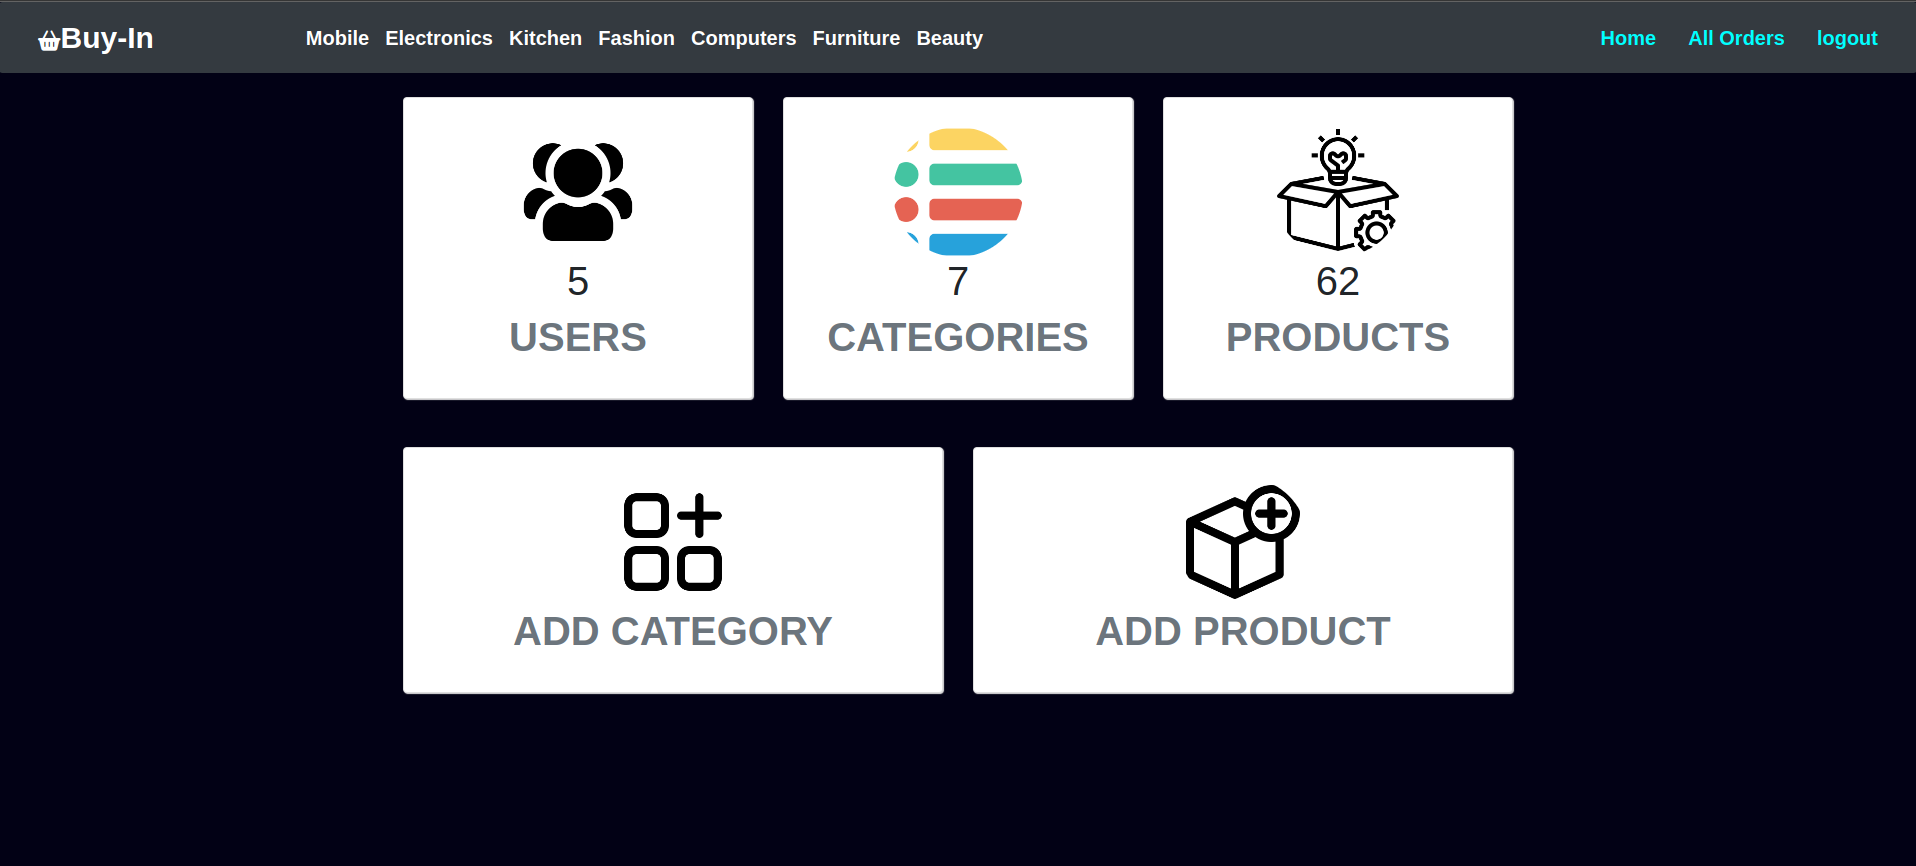 Buy-In Mobile Electronics Kitchen Fashion Computers Furniture Beauty Home All Orders logout
5
USERS
7
CATEGORIES
62
PRODUCTS
ADD CATEGORY
ADD PRODUCT